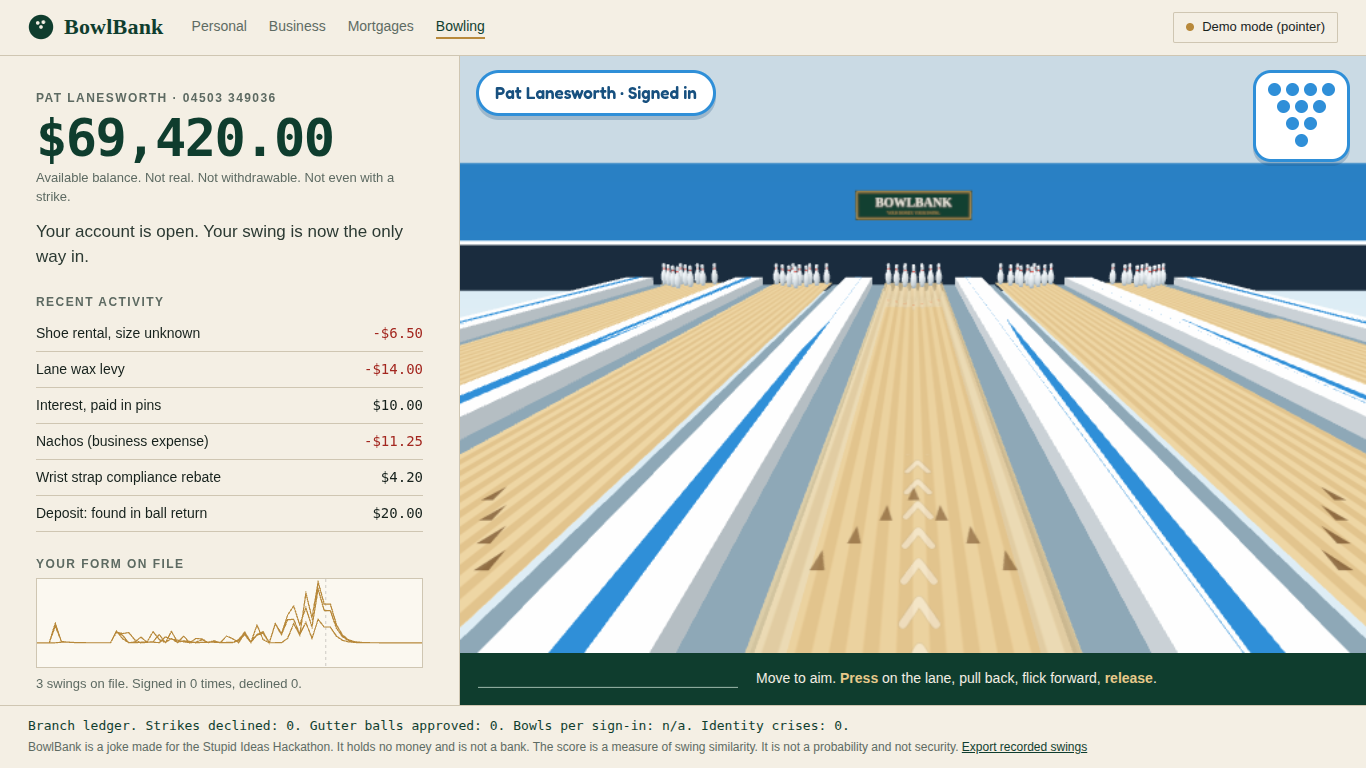 BowlBank
Personal
Business
Mortgages
Bowling
Demo mode (pointer)
PAT LANESWORTH · 04503 349036
$69,420.00
Available balance. Not real. Not withdrawable. Not even with a
strike.
Your account is open. Your swing is now the only
way in.
RECENT ACTIVITY
Shoe rental, size unknown -$6.50
Lane wax levy -$14.00
Interest, paid in pins $10.00
Nachos (business expense) -$11.25
Wrist strap compliance rebate $4.20
Deposit: found in ball return $20.00
YOUR FORM ON FILE
3 swings on file. Signed in 0 times, declined 0.
Pat Lanesworth · Signed in
BOWLBANK
Move to aim. Press on the lane, pull back, flick forward, release.
Branch ledger. Strikes declined: 0. Gutter balls approved: 0. Bowls per sign-in: n/a. Identity crises: 0.
BowlBank is a joke made for the Stupid Ideas Hackathon. It holds no money and is not a bank. The score is a measure of swing similarity. It is not a probability and not security. Export recorded swings